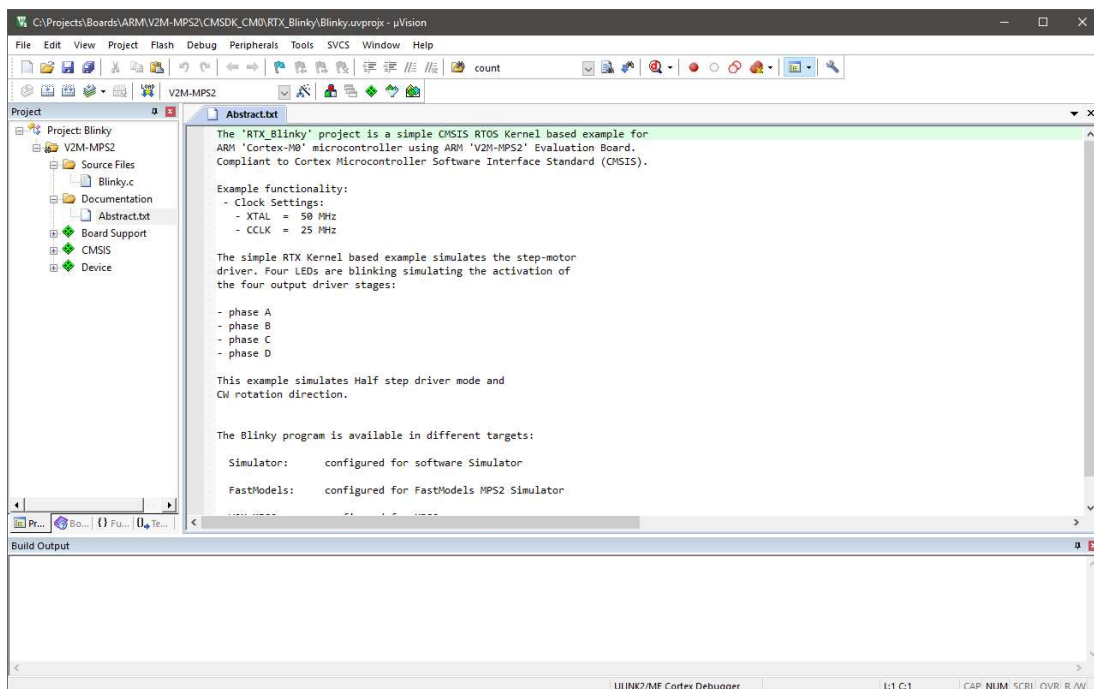 C:\Projects\Boards\ARM\V2M-MPS2\CMSDK_CM0\RTX_Blinky\Blinky.uvprojx - µVision
File Edit View Project Flash Debug Peripherals Tools SVCS Window Help
count
LOAD V2M-MPS2
Project
Abstract.txt
Project: Blinky
V2M-MPS2
Source Files
Blinky.c
Documentation
Abstract.txt
Board Support
CMSIS
Device
The 'RTX_Blinky' project is a simple CMSIS RTOS Kernel based example for
ARM 'Cortex-M0' microcontroller using ARM 'V2M-MPS2' Evaluation Board.
Compliant to Cortex Microcontroller Software Interface Standard (CMSIS).
Example functionality:
- Clock Settings:
- XTAL = 50 MHz
- CCLK = 25 MHz
The simple RTX Kernel based example simulates the step-motor
driver. Four LEDs are blinking simulating the activation of
the four output driver stages:
- phase A
- phase B
- phase C
- phase D
This example simulates Half step driver mode and
CW rotation direction.
The Blinky program is available in different targets:
Simulator: configured for software Simulator
FastModels: configured for FastModels MPS2 Simulator
Pr... Bo... {} Fu... 0 Te...
Build Output
ULINK2/ME Cortex Debugger L:1 C:1 CAP NUM SCRL OVR R/W